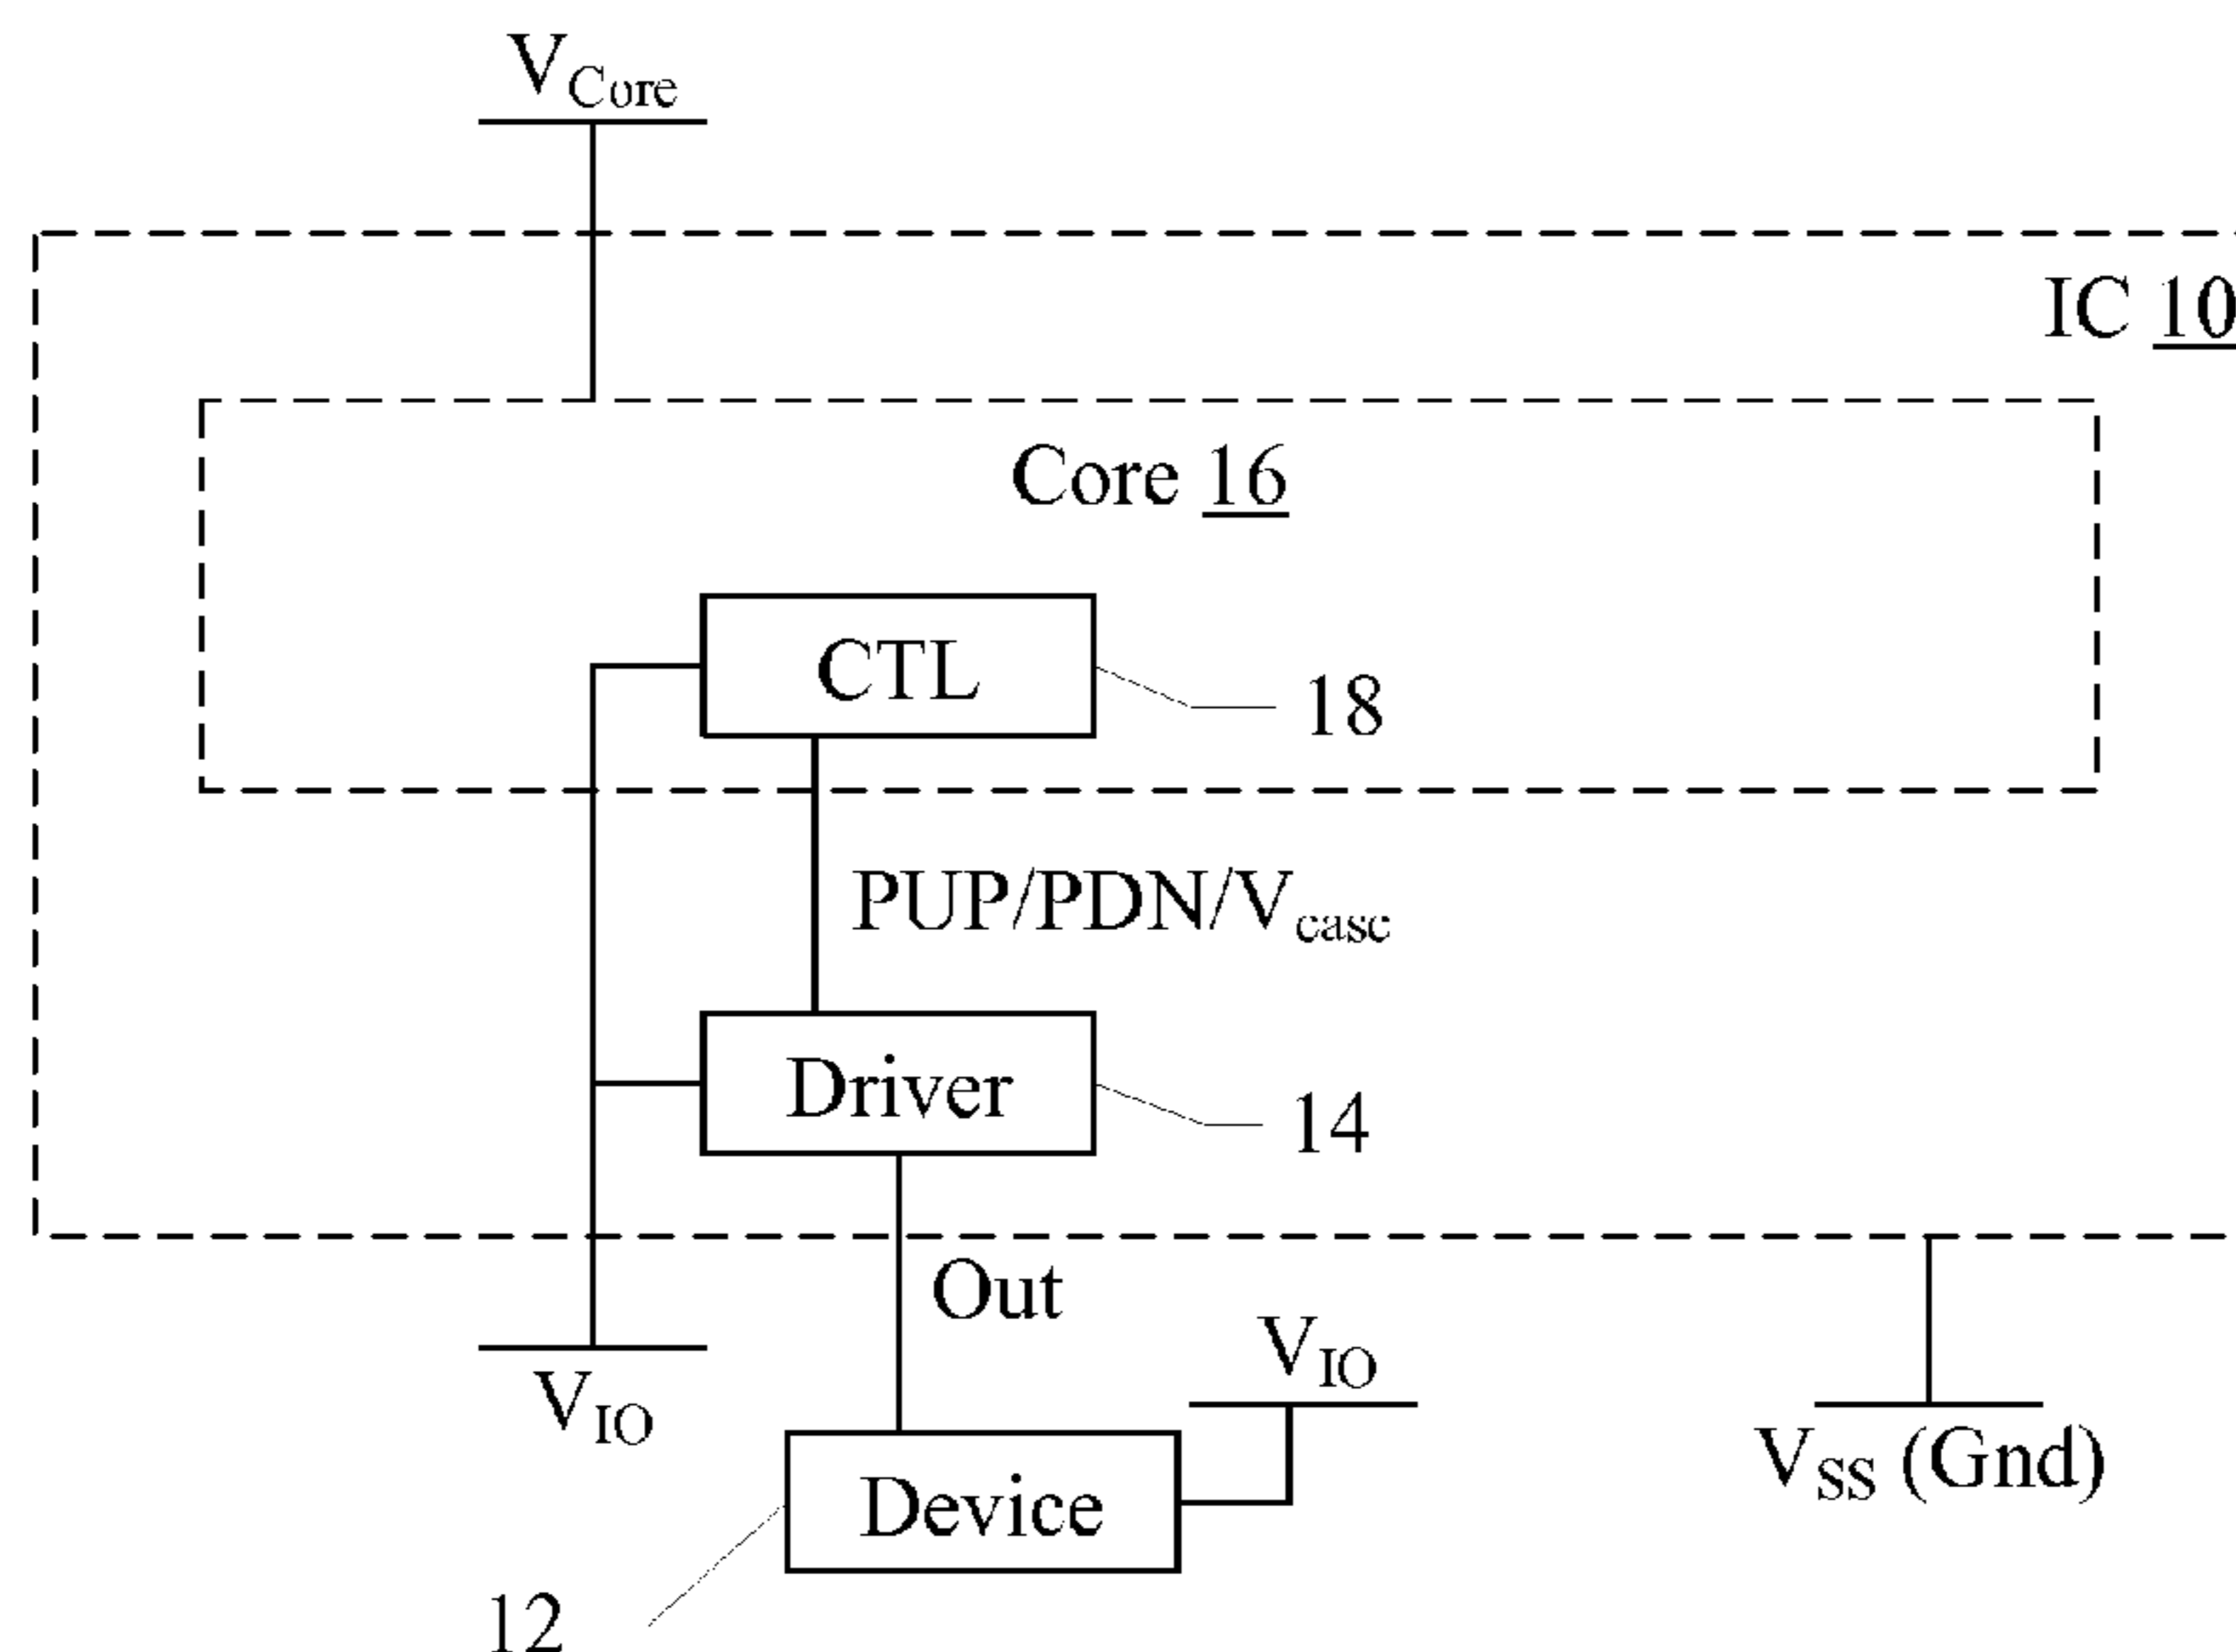 VCore
IC 10
Core 16
CTL
18
PUP/PDN/Vcasc
Driver
14
Out
VIO
VIO
VSS (Gnd)
Device
12